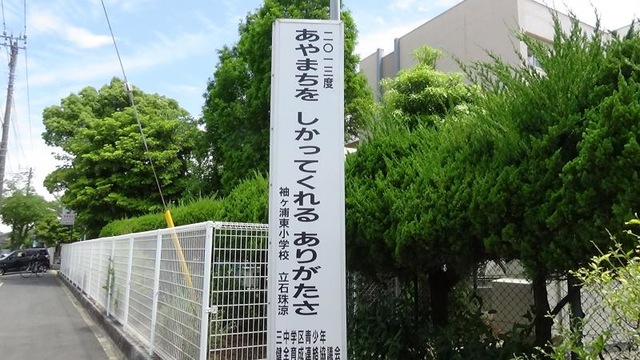 二〇一三度
あやまちを しかってくれる ありがたさ
袖ヶ浦東小学校 立石珠涼
三中学区青少年
健全育成連絡協議会